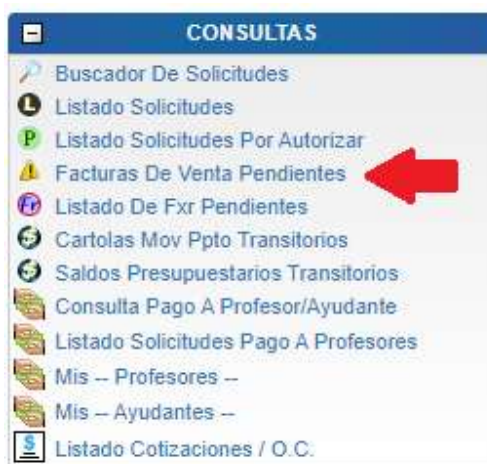 CONSULTAS
Buscador De Solicitudes
L Listado Solicitudes
P Listado Solicitudes Por Autorizar
Facturas De Venta Pendientes
Fr Listado De Fxr Pendientes
Cartolas Mov Ppto Transitorios
Saldos Presupuestarios Transitorios
Consulta Pago A Profesor/Ayudante
Listado Solicitudes Pago A Profesores
Mis -- Profesores --
Mis -- Ayudantes --
$ Listado Cotizaciones / O.C.